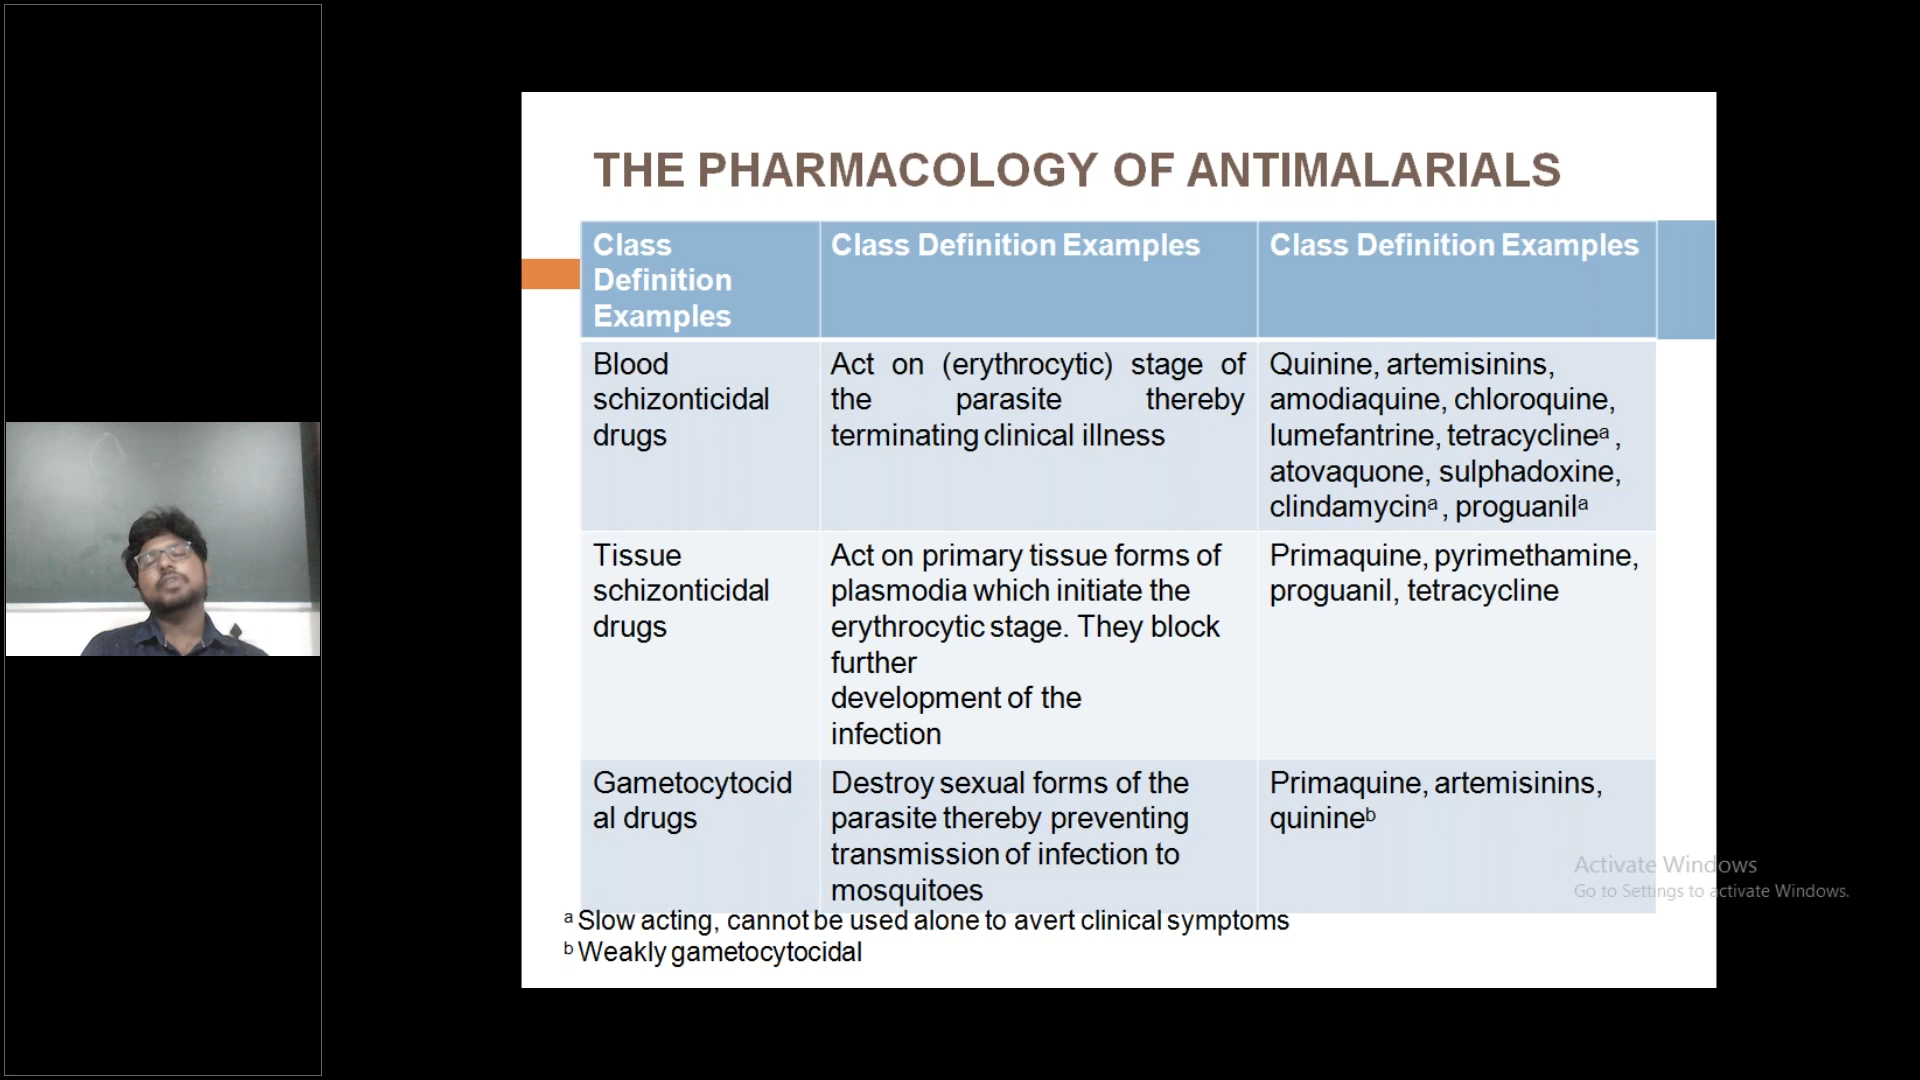 THE PHARMACOLOGY OF ANTIMALARIALS
Class
Definition
Examples
Class Definition Examples
Class Definition Examples
Blood
schizonticidal
drugs
Act on (erythrocytic) stage of
the parasite thereby
terminating clinical illness
Quinine, artemisinins,
amodiaquine, chloroquine,
lumefantrine, tetracyclineᵃ ,
atovaquone, sulphadoxine,
clindamycinᵃ , proguanilᵃ
Tissue
schizonticidal
drugs
Act on primary tissue forms of
plasmodia which initiate the
erythrocytic stage. They block
further
development of the
infection
Primaquine, pyrimethamine,
proguanil, tetracycline
Gametocytocid
al drugs
Destroy sexual forms of the
parasite thereby preventing
transmission of infection to
mosquitoes
Primaquine, artemisinins,
quinineᵇ
ᵃ Slow acting, cannot be used alone to avert clinical symptoms
ᵇ Weakly gametocytocidal
Activate Windows
Go to Settings to activate Windows.